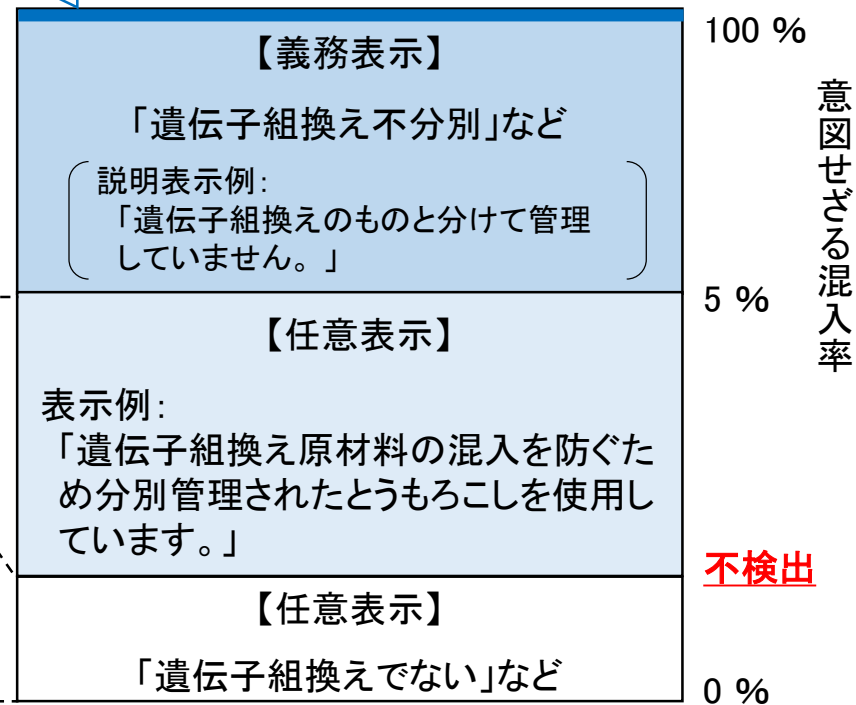 100 %
【義務表示】
「遺伝子組換え不分別」など
説明表示例:
「遺伝子組換えのものと分けて管理
していません。」
意図せざる混入率
5 %
【任意表示】
表示例:
「遺伝子組換え原材料の混入を防ぐた
め分別管理されたとうもろこしを使用し
ています。」
不検出
【任意表示】
「遺伝子組換えでない」など
0 %